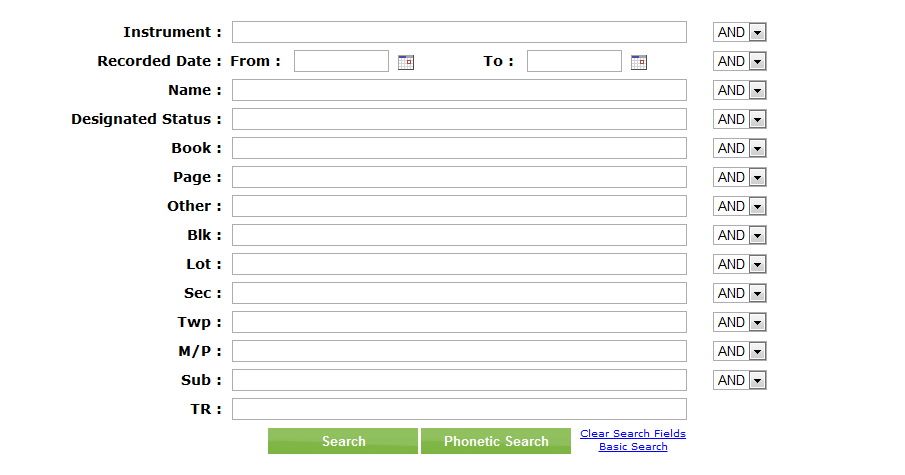 Instrument : AND
Recorded Date : From : To : AND
Name : AND
Designated Status : AND
Book : AND
Page : AND
Other : AND
Blk : AND
Lot : AND
Sec : AND
Twp : AND
M/P : AND
Sub : AND
TR :
Search Phonetic Search Clear Search Fields
Basic Search